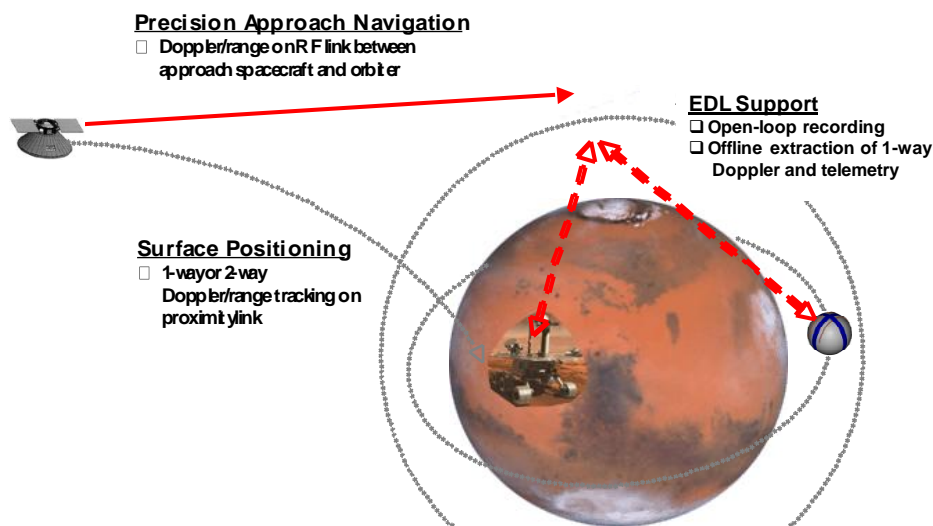 Precision Approach Navigation
☐ Doppler/range on RF link between
approach spacecraft and orbiter
EDL Support
❑ Open-loop recording
❑ Offline extraction of 1-way
Doppler and telemetry
Surface Positioning
☐ 1-way or 2-way
Doppler/range tracking on
proximity link